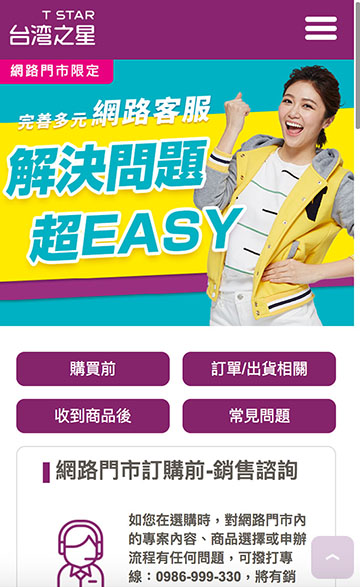 T STAR
台湾之星
網路門市限定
完善多元 網路客服
解決問題
超EASY
購買前
訂單/出貨相關
收到商品後
常見問題
網路門市訂購前-銷售諮詢
如您在選購時，對網路門市內
的專案內容、商品選擇或申辦
流程有任何問題，可撥打專
線：0986-999-330，將有銷